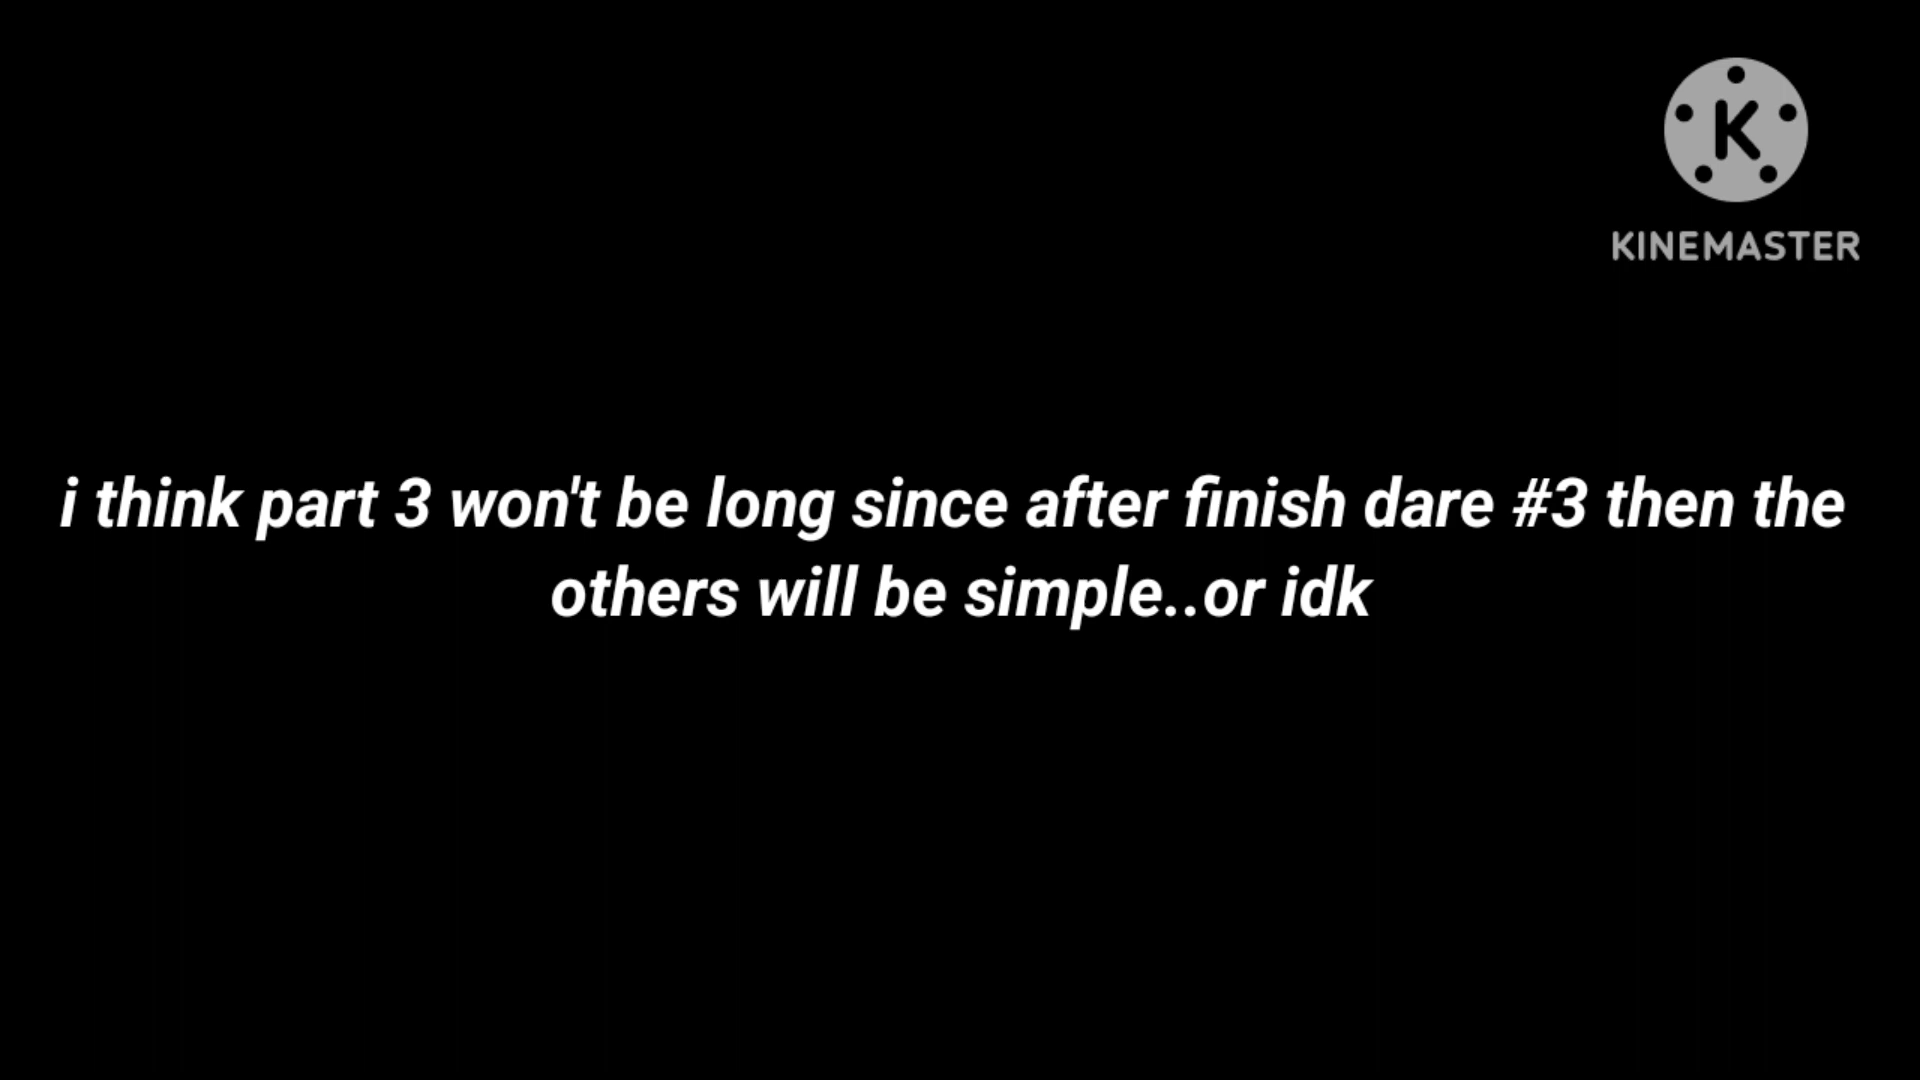 K
KINEMASTER
i think part 3 won't be long since after finish dare #3 then the
others will be simple..or idk